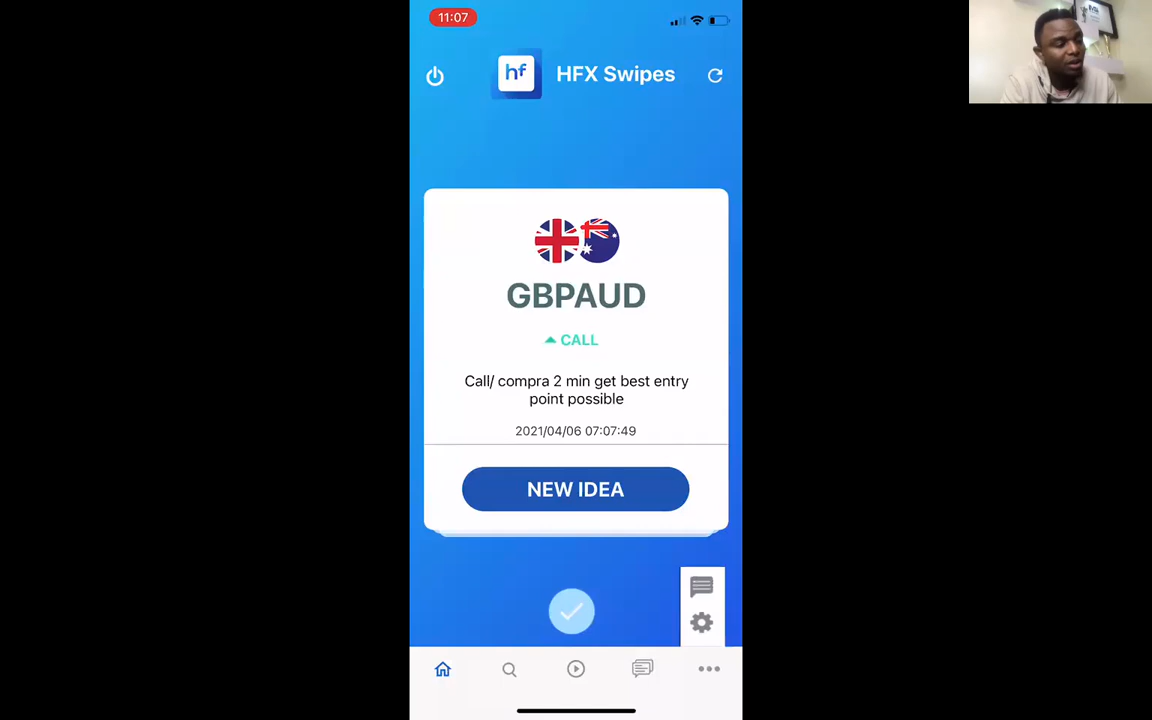 11:07
hf
HFX Swipes
GBPAUD
CALL
Call/ compra 2 min get best entry
point possible
2021/04/06 07:07:49
NEW IDEA